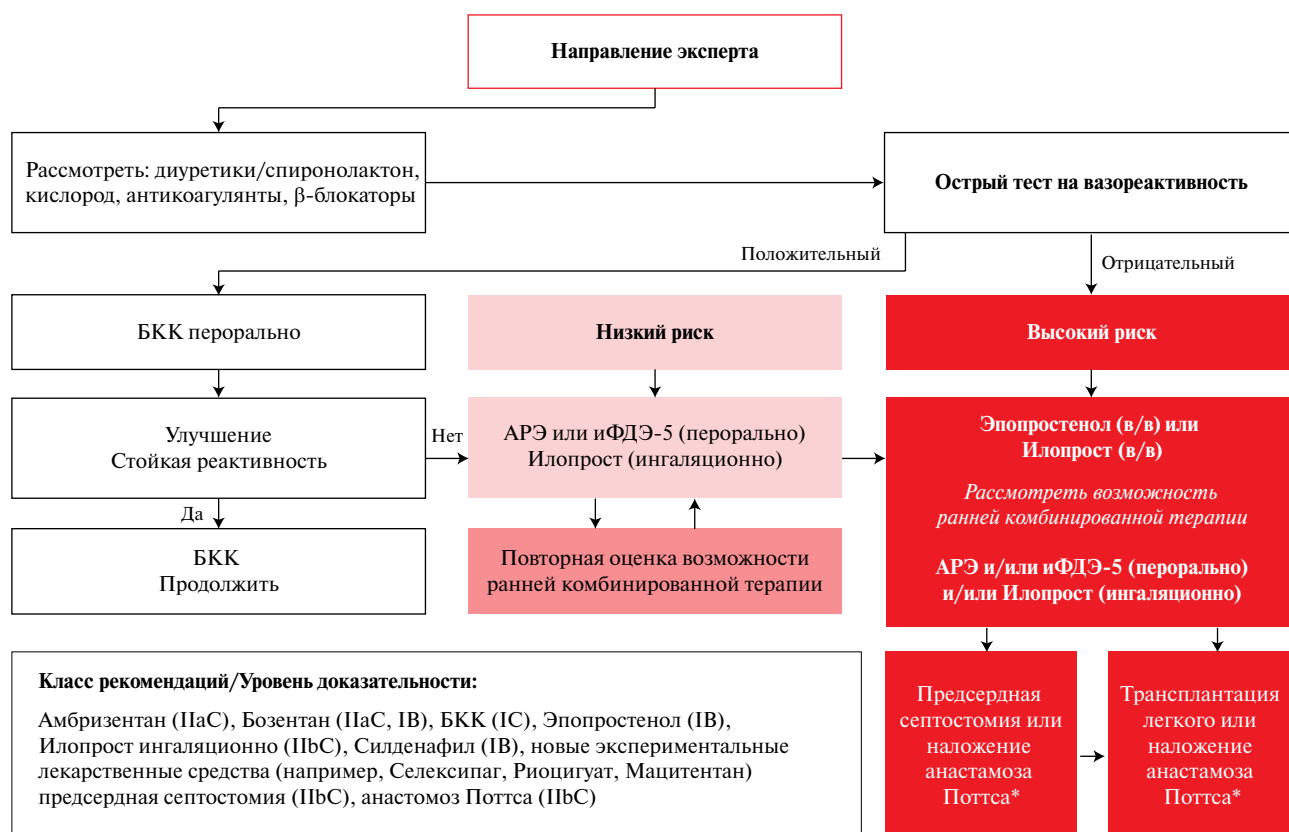 Направление эксперта
Рассмотреть: диуретики/спиронолактон,
кислород, антикоагулянты, β-блокаторы
Острый тест на вазореактивность
Положительный
Отрицательный
БКК перорально
Низкий риск
Высокий риск
Улучшение
Стойкая реактивность
Нет
АРЭ или иФДЭ-5 (перорально)
Илопрост (ингаляционно)
Эпопростенол (в/в) или
Илопрост (в/в)
Рассмотреть возможность
ранней комбинированной терапии
АРЭ и/или иФДЭ-5 (перорально)
и/или Илопрост (ингаляционно)
Да
БКК
Продолжить
Повторная оценка возможности
ранней комбинированной терапии
Класс рекомендаций/Уровень доказательности:
Амбризентан (IIaC), Бозентан (IIaC, IB), БКК (IC), Эпопростенол (IB),
Илопрост ингаляционно (IIbC), Силденафил (IB), новые экспериментальные
лекарственные средства (например, Селексипаг, Риоцигуат, Мацитентан)
предсердная септостомия (IIbC), анастомоз Поттса (IIbC)
Предсердная
септостомия или
наложение
анастамоза
Поттса*
Трансплантация
легкого или
наложение
анастамоза
Поттса*